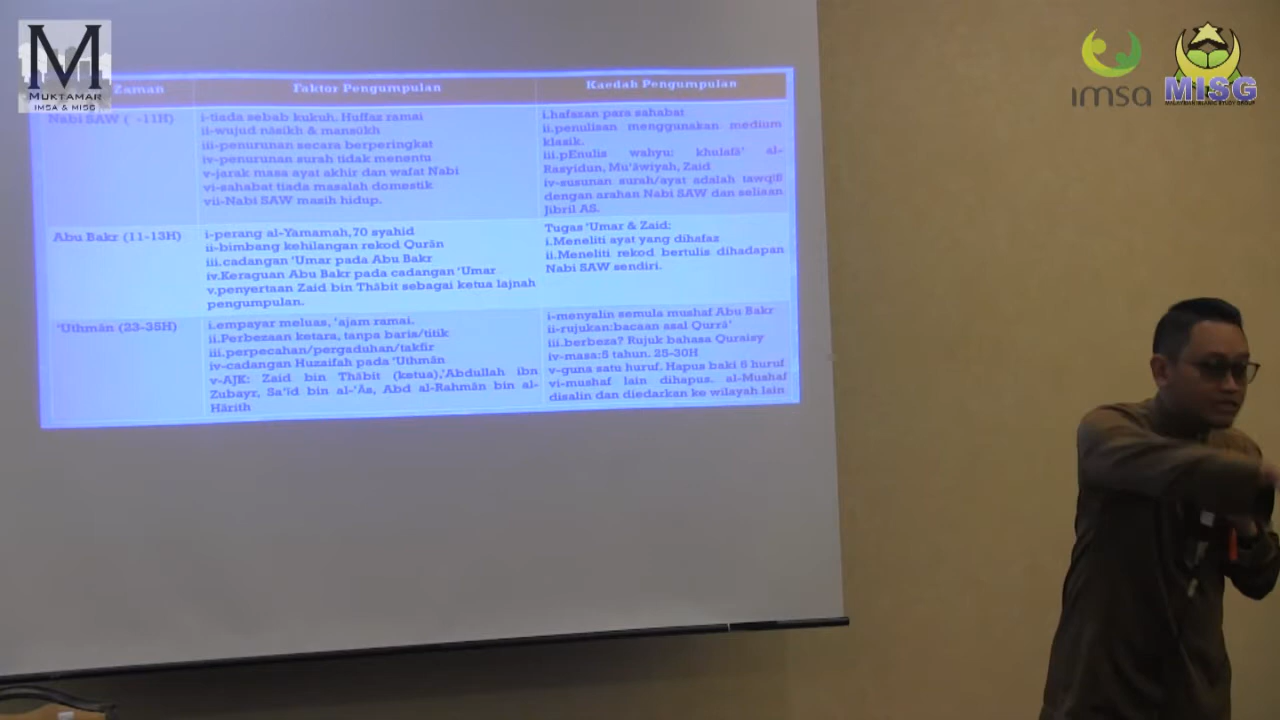 M
MUKTAMAR
IMSA & MISG
imsa
MISG
MALAYSIAN ISLAMIC STUDY GROUP
Zaman
Faktor Pengumpulan
Kaedah Pengumpulan
Nabi SAW ( -11H)
i-tiada sebab kukuh. Huffaz ramai
ii-wujud nāsikh & mansūkh
iii-penurunan secara berperingkat
iv-penurunan surah tidak menentu
v-jarak masa ayat akhir dan wafat Nabi
vi-sahabat tiada masalah domestik
vii-Nabi SAW masih hidup.
i.hafasan para sahabat
ii.penulisan menggunakan medium
klasik.
iii.pEnulis wahyu: khulafā' al-
Rasyidun, Mu'āwiyah, Zaid
iv-susunan surah/ayat adalah tawqīfī
dengan arahan Nabi SAW dan seliaan
Jibril AS.
Abu Bakr (11-13H)
i-perang al-Yamamah,70 syahid
ii-bimbang kehilangan rekod Qurān
iii.cadangan 'Umar pada Abu Bakr
iv.Keraguan Abu Bakr pada cadangan 'Umar
v.penyertaan Zaid bin Thābit sebagai ketua lajnah
pengumpulan.
Tugas 'Umar & Zaid:
i.Meneliti ayat yang dihafaz
ii.Meneliti rekod bertulis dihadapan
Nabi SAW sendiri.
'Uthmān (23-35H)
i.empayar meluas, 'ajam ramai.
ii.Perbezaan ketara, tanpa baris/titik
iii.perpecahan/pergaduhan/takfir
iv-cadangan Huzaifah pada 'Uthmān
v-AJK: Zaid bin Thābit (ketua),'Abdullah ibn
Zubayr, Sa'īd bin al-'Ās, Abd al-Rahmān bin al-
Hārith
i-menyalin semula mushaf Abu Bakr
ii-rujukan:bacaan asal Qurrā'
iii.berbeza? Rujuk bahasa Quraisy
iv-masa:5 tahun. 25-30H
v-guna satu huruf. Hapus baki 6 huruf
vi-mushaf lain dihapus. al-Mushaf
disalin dan diedarkan ke wilayah lain